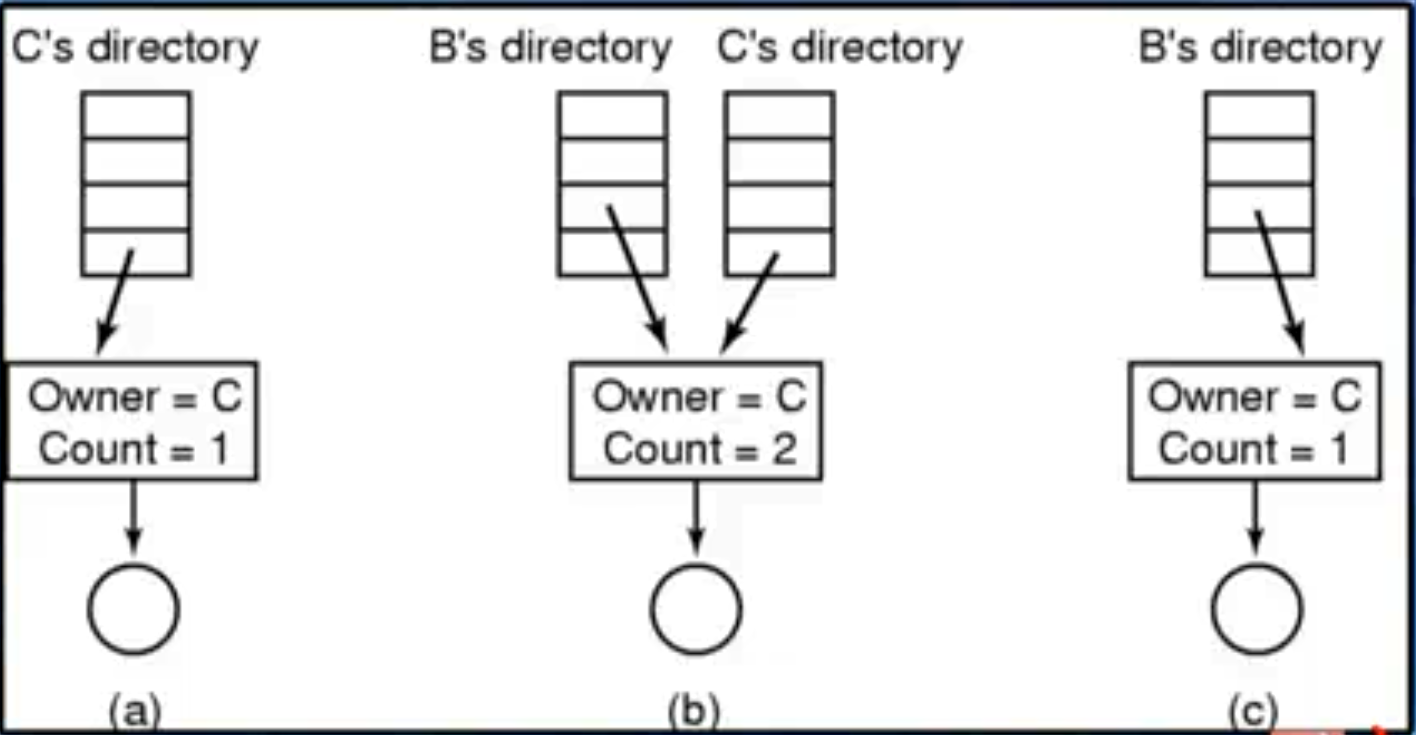 C's directory
B's directory
C's directory
B's directory
Owner = C
Count = 1
Owner = C
Count = 2
Owner = C
Count = 1
(a)
(b)
(c)